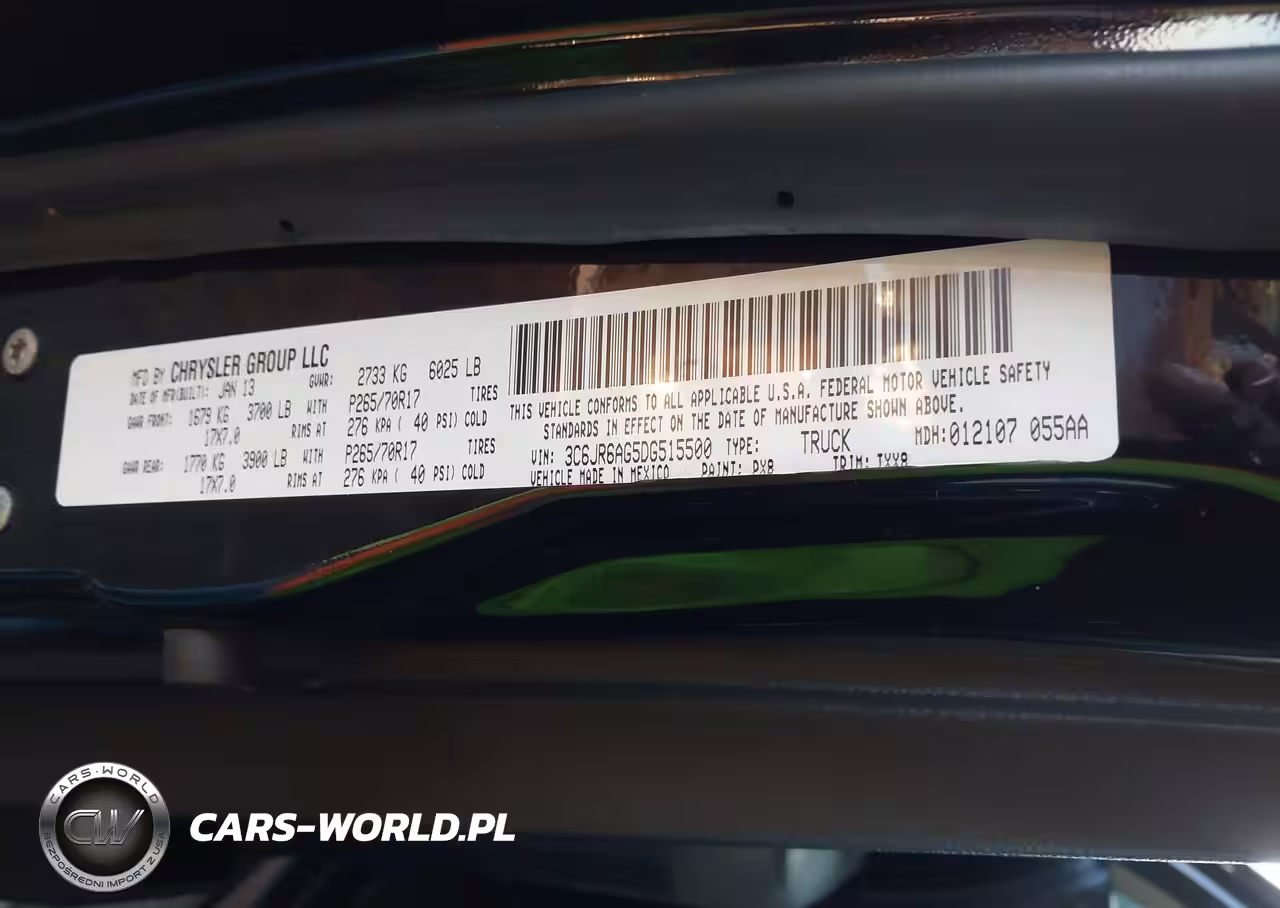 MFD BY CHRYSLER GROUP LLC
DATE OF MFR(BUILT): JAN 13 GVWR: 2733 KG 6025 LB
GAWR FRONT: 1679 KG 3700 LB WITH P265/70R17 TIRES
17X7.0 RIMS AT 276 KPA ( 40 PSI) COLD
GAWR REAR: 1770 KG 3900 LB WITH P265/70R17 TIRES
17X7.0 RIMS AT 276 KPA ( 40 PSI) COLD
THIS VEHICLE CONFORMS TO ALL APPLICABLE U.S.A. FEDERAL MOTOR VEHICLE SAFETY
STANDARDS IN EFFECT ON THE DATE OF MANUFACTURE SHOWN ABOVE.
VIN: 3C6JR6AG5DG515500 TYPE: TRUCK MDH:012107 055AA
VEHICLE MADE IN MEXICO PAINT: PX8 TRIM: TXX8
CARS-WORLD
CW
BEZPOŚREDNI IMPORT Z USA
CARS-WORLD.PL